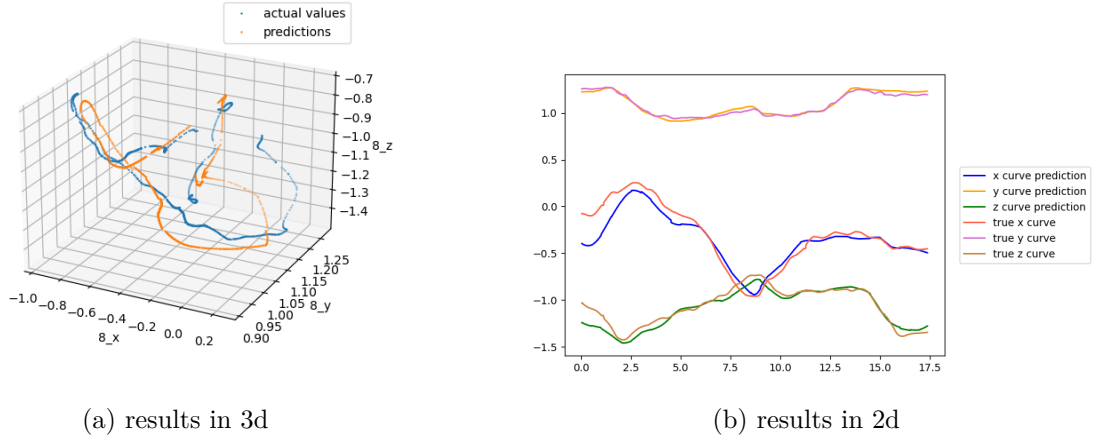 actual values
predictions
−0.7
−0.8
−0.9
−1.0
−1.1
−1.2
−1.3
−1.4
8_z
−1.0
−0.8
−0.6
−0.4
−0.2
0.0
0.2
8_x
0.90
0.95
1.00
1.05
1.10
1.15
1.20
1.25
8_y
(a) results in 3d
1.0
0.5
0.0
−0.5
−1.0
−1.5
0.0
2.5
5.0
7.5
10.0
12.5
15.0
17.5
x curve prediction
y curve prediction
z curve prediction
true x curve
true y curve
true z curve
(b) results in 2d